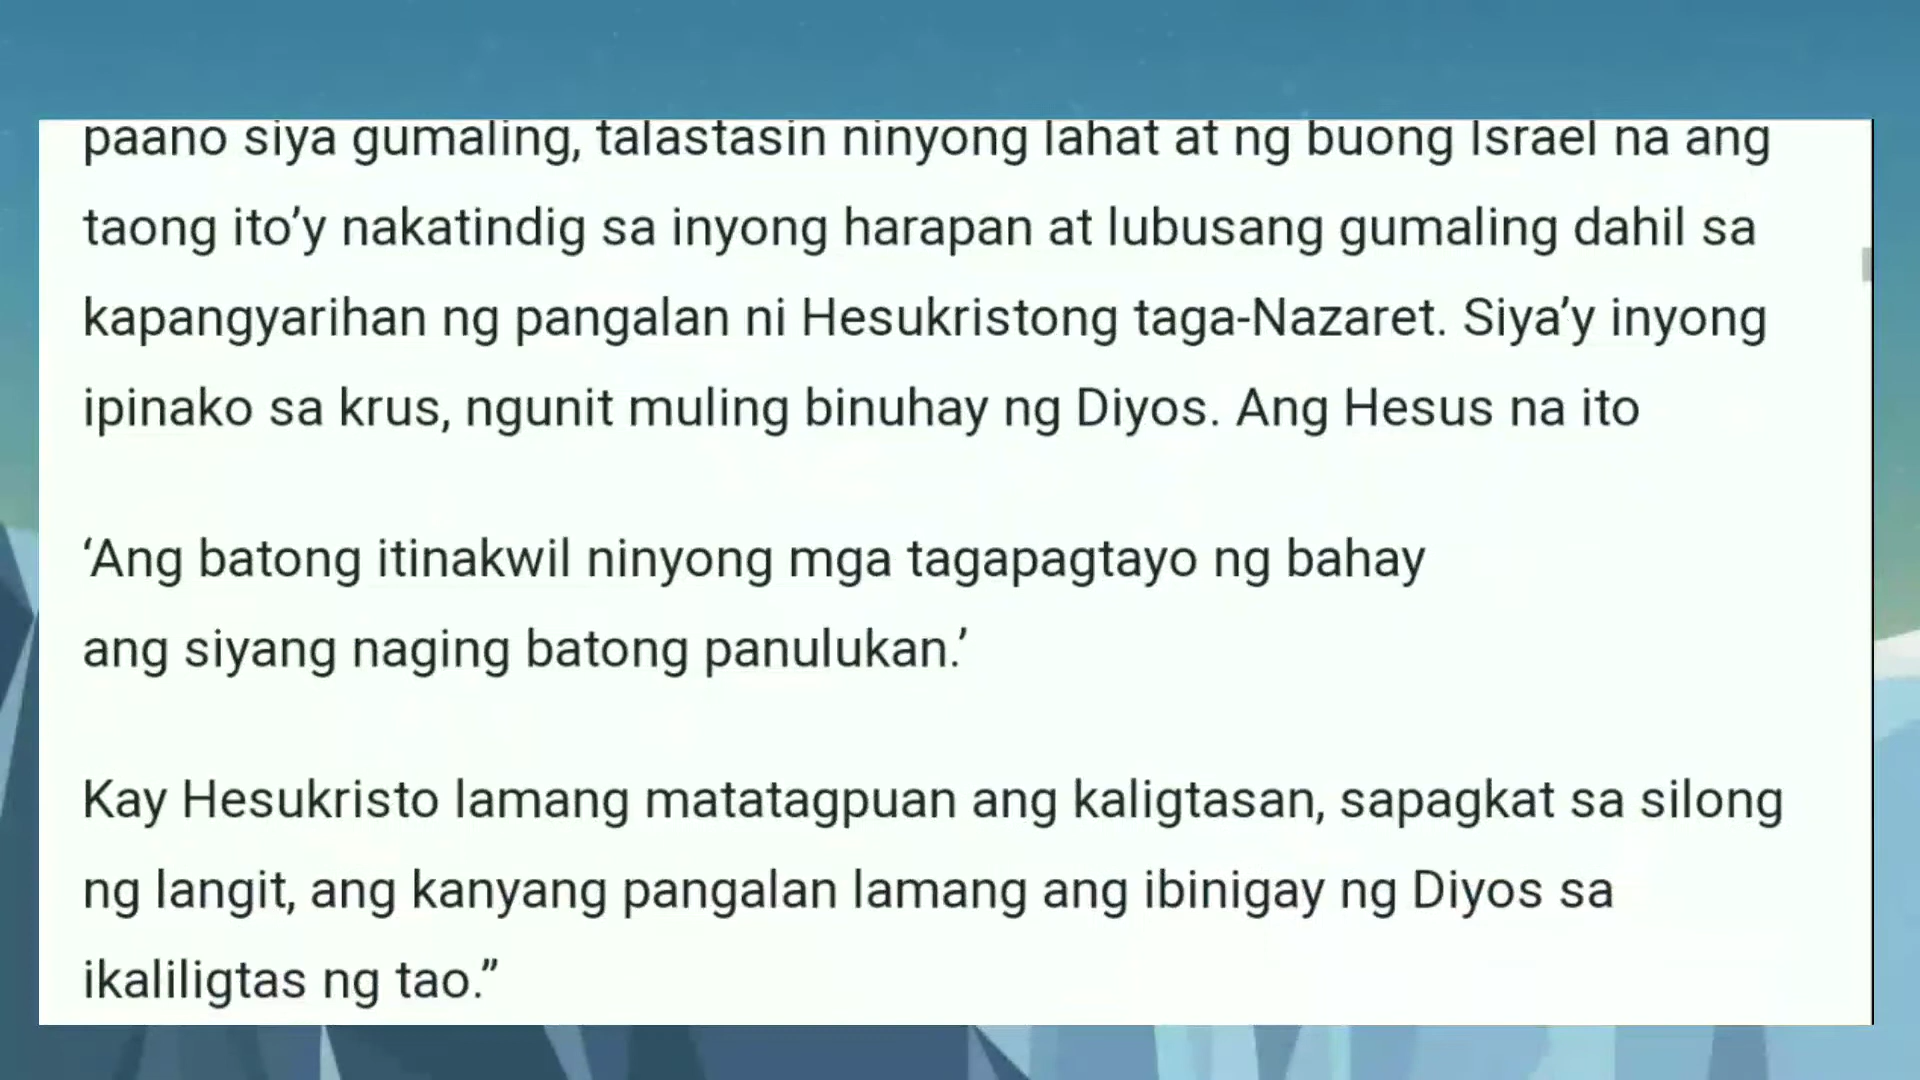 paano siya gumaling, talastasin ninyong lahat at ng buong Israel na ang
taong ito’y nakatindig sa inyong harapan at lubusang gumaling dahil sa
kapangyarihan ng pangalan ni Hesukristong taga-Nazaret. Siya’y inyong
ipinako sa krus, ngunit muling binuhay ng Diyos. Ang Hesus na ito
‘Ang batong itinakwil ninyong mga tagapagtayo ng bahay
ang siyang naging batong panulukan.’
Kay Hesukristo lamang matatagpuan ang kaligtasan, sapagkat sa silong
ng langit, ang kanyang pangalan lamang ang ibinigay ng Diyos sa
ikaliligtas ng tao.”